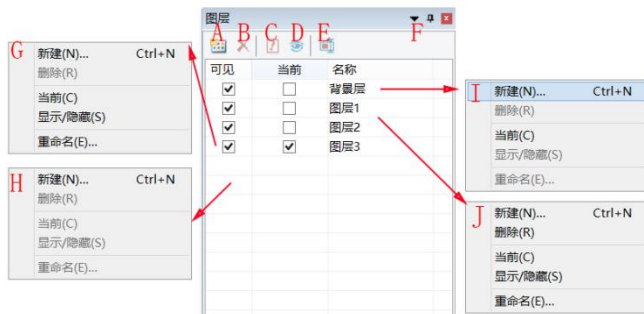 图层
A B C D E F
可见 当前 名称
背景层
图层1
图层2
图层3
G 新建(N)... Ctrl+N
删除(R)
当前(C)
显示/隐藏(S)
重命名(E)...
H 新建(N)... Ctrl+N
删除(R)
当前(C)
显示/隐藏(S)
重命名(E)...
I 新建(N)... Ctrl+N
删除(R)
当前(C)
显示/隐藏(S)
重命名(E)...
J 新建(N)... Ctrl+N
删除(R)
当前(C)
显示/隐藏(S)
重命名(E)...